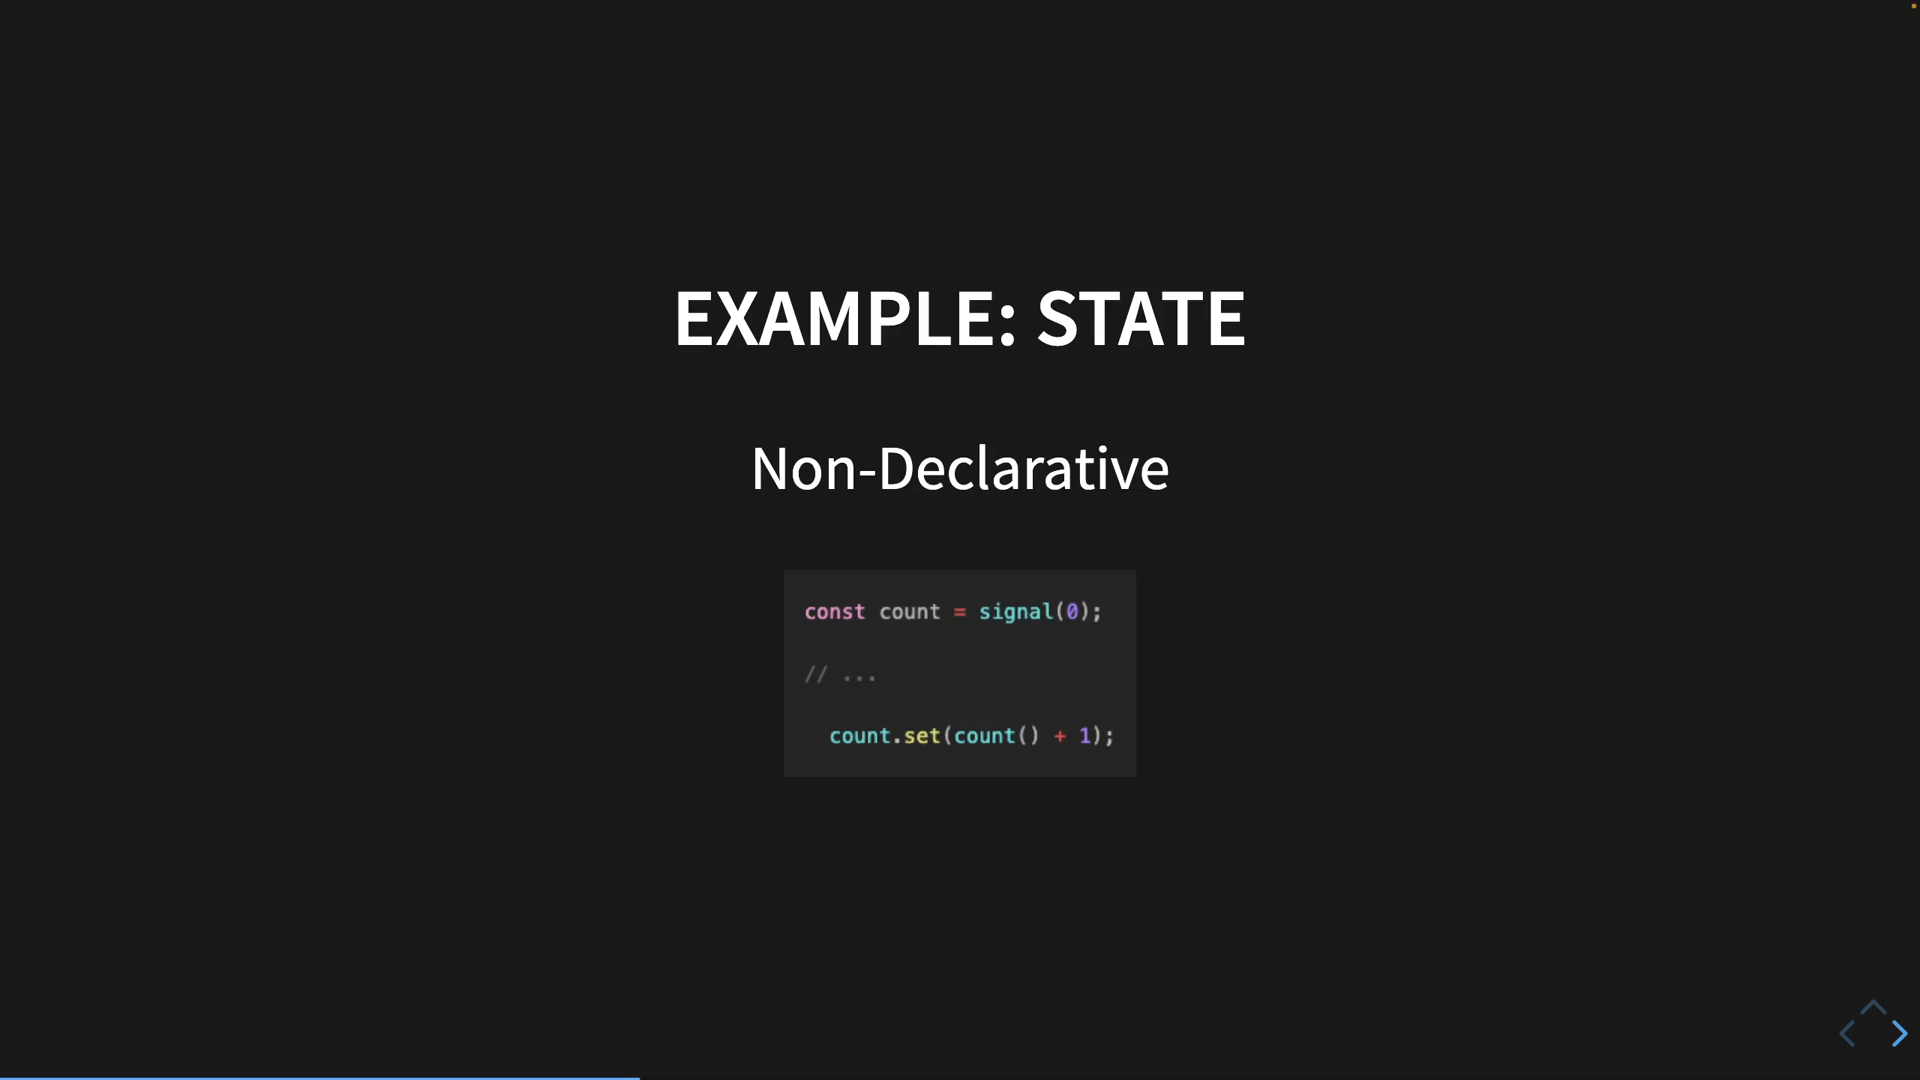 EXAMPLE: STATE
Non-Declarative
const count = signal(0);
// ...
count.set(count() + 1);